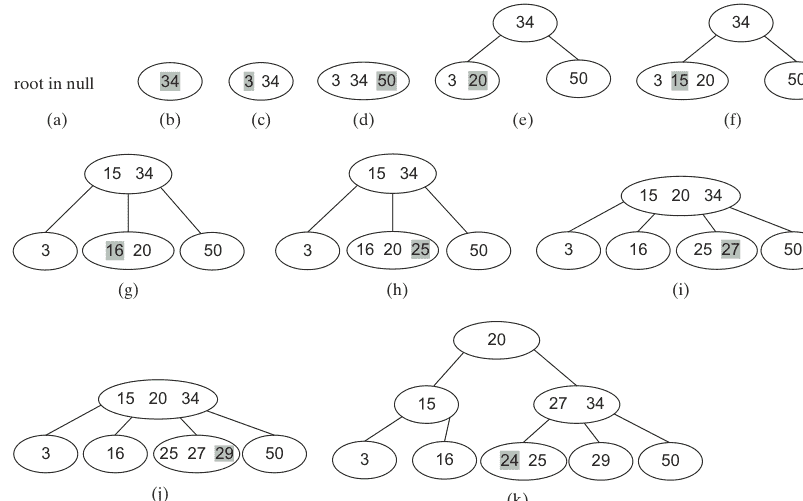 34
34
root in null
34
3 34
3 34 50
3 20
50
3 15 20
50
(a)
(b)
(c)
(d)
(e)
(f)
15 34
15 34
15 20 34
3
16 20
50
3
16 20 25
50
3
16
25 27
50
(g)
(h)
(i)
20
15 20 34
15
27 34
3
16
25 27 29
50
3
16
24 25
29
50
(j)
(k)